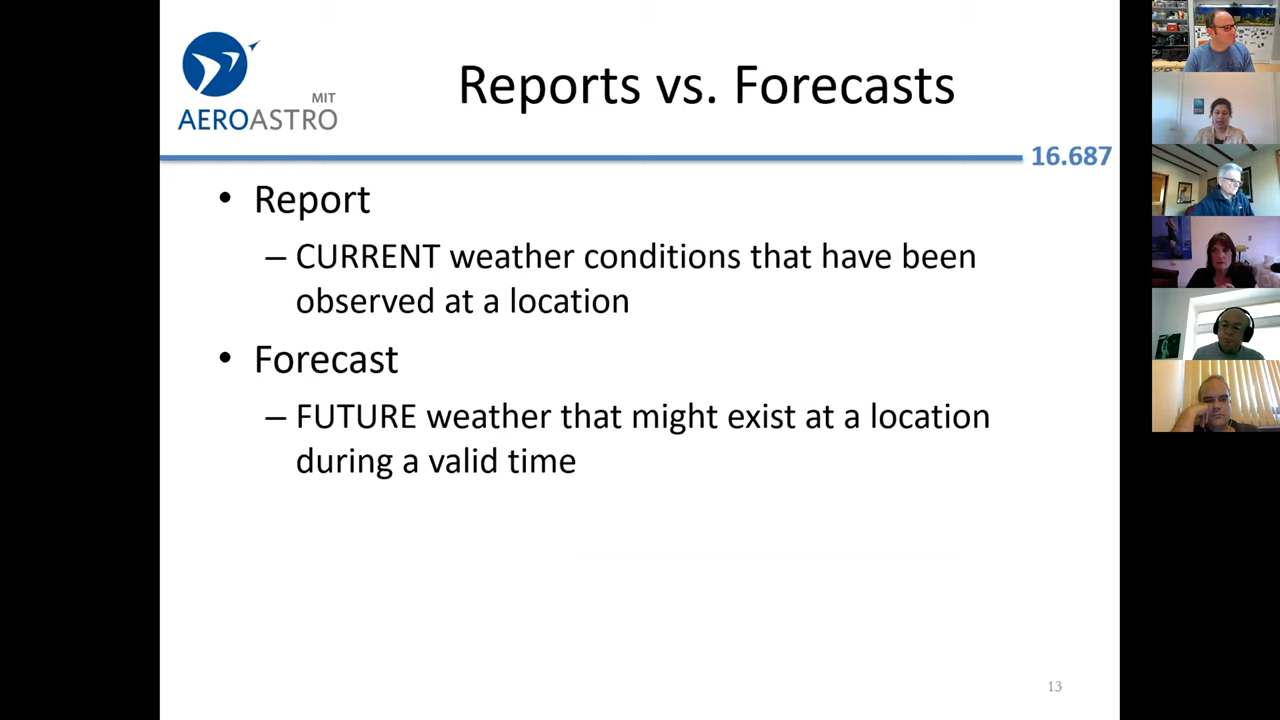 MIT
AEROASTRO
Reports vs. Forecasts
16.687
• Report
– CURRENT weather conditions that have been
observed at a location
• Forecast
– FUTURE weather that might exist at a location
during a valid time
13